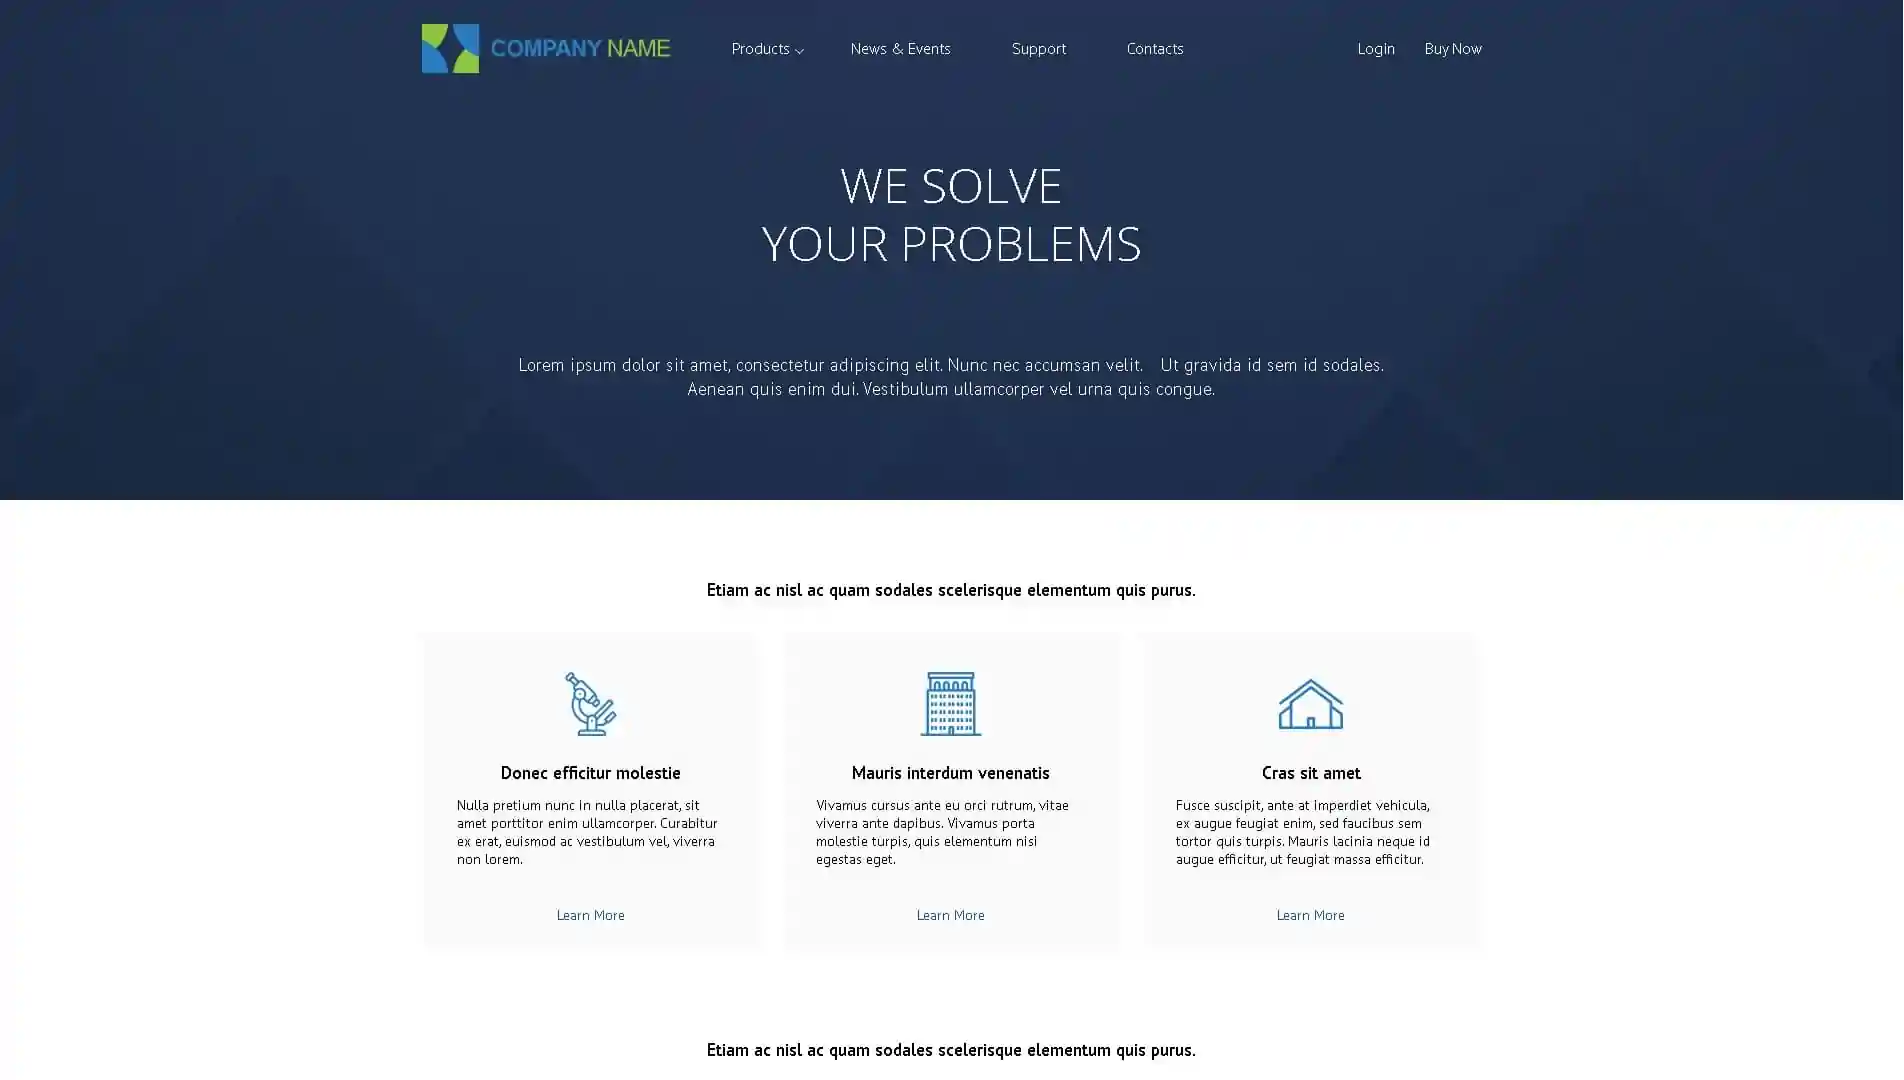 COMPANY NAME
Products
News & Events
Support
Contacts
Login
Buy Now
WE SOLVE
YOUR PROBLEMS
Lorem ipsum dolor sit amet, consectetur adipiscing elit. Nunc nec accumsan velit. Ut gravida id sem id sodales.
Aenean quis enim dui. Vestibulum ullamcorper vel urna quis congue.
Etiam ac nisl ac quam sodales scelerisque elementum quis purus.
Donec efficitur molestie
Nulla pretium nunc in nulla placerat, sit
amet porttitor enim ullamcorper. Curabitur
ex erat, euismod ac vestibulum vel, viverra
non lorem.
Learn More
Mauris interdum venenatis
Vivamus cursus ante eu orci rutrum, vitae
viverra ante dapibus. Vivamus porta
molestie turpis, quis elementum nisi
egestas eget.
Learn More
Cras sit amet
Fusce suscipit, ante at imperdiet vehicula,
ex augue feugiat enim, sed faucibus sem
tortor quis turpis. Mauris lacinia neque id
augue efficitur, ut feugiat massa efficitur.
Learn More
Etiam ac nisl ac quam sodales scelerisque elementum quis purus.